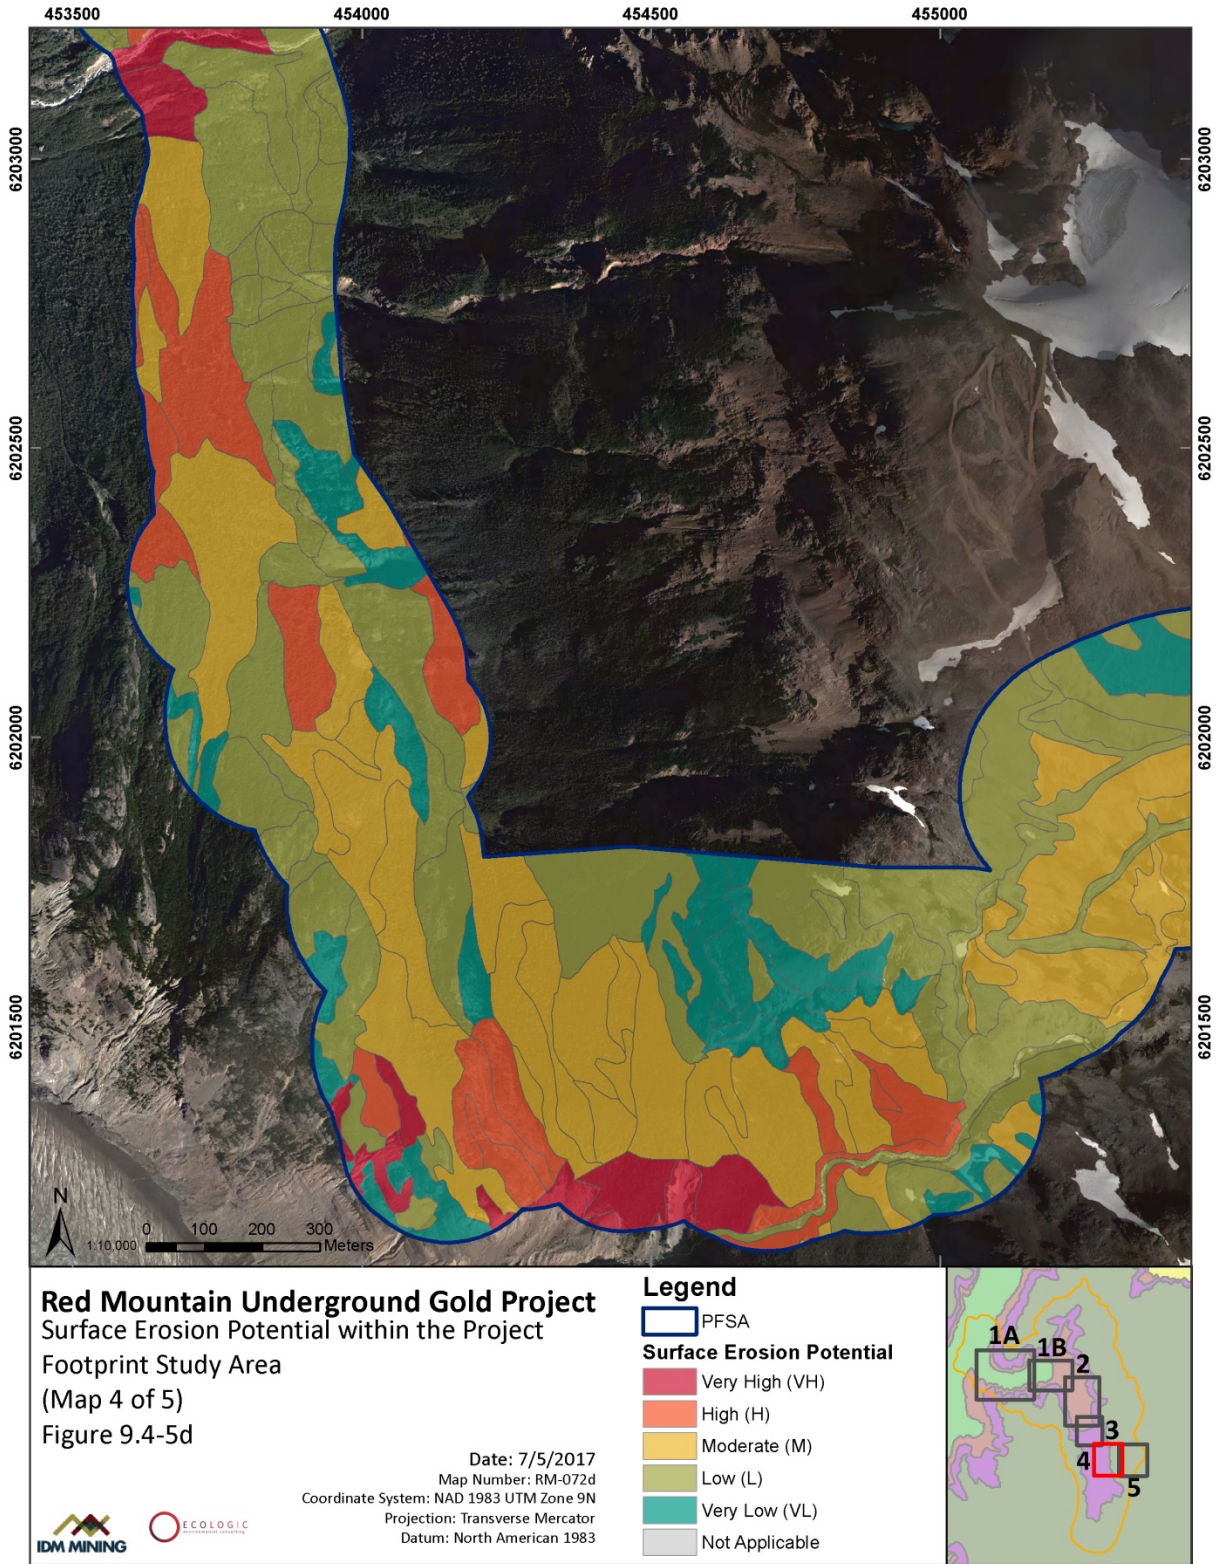 453500 454000 454500 455000
6203000 6203000
6202500 6202500
6202000 6202000
6201500 6201500
N
0 100 200 300
1:10,000 Meters
Red Mountain Underground Gold Project
Surface Erosion Potential within the Project
Footprint Study Area
(Map 4 of 5)
Figure 9.4-5d
Date: 7/5/2017
Map Number: RM-072d
Coordinate System: NAD 1983 UTM Zone 9N
Projection: Transverse Mercator
Datum: North American 1983
IDM MINING
ECOLOGIC
environmental consulting
Legend
PFSA
Surface Erosion Potential
Very High (VH)
High (H)
Moderate (M)
Low (L)
Very Low (VL)
Not Applicable
1A
1B
2
3
4
5